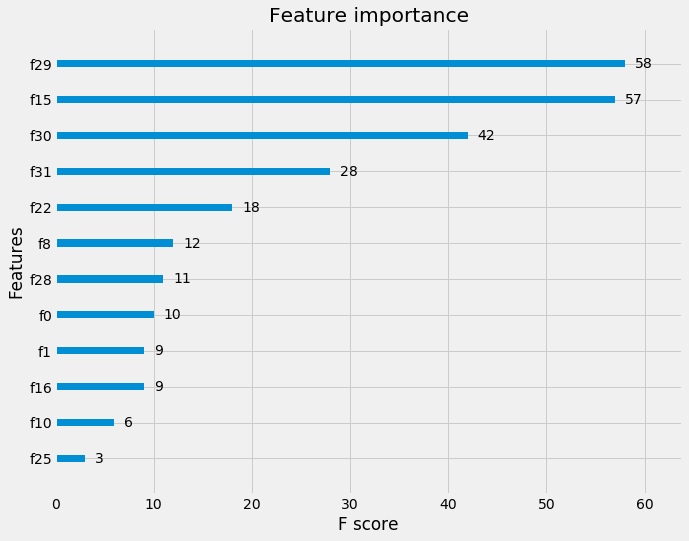 Feature importance
f29 58
f15 57
f30 42
f31 28
f22 18
f8 12
f28 11
f0 10
f1 9
f16 9
f10 6
f25 3
Features
0 10 20 30 40 50 60
F score